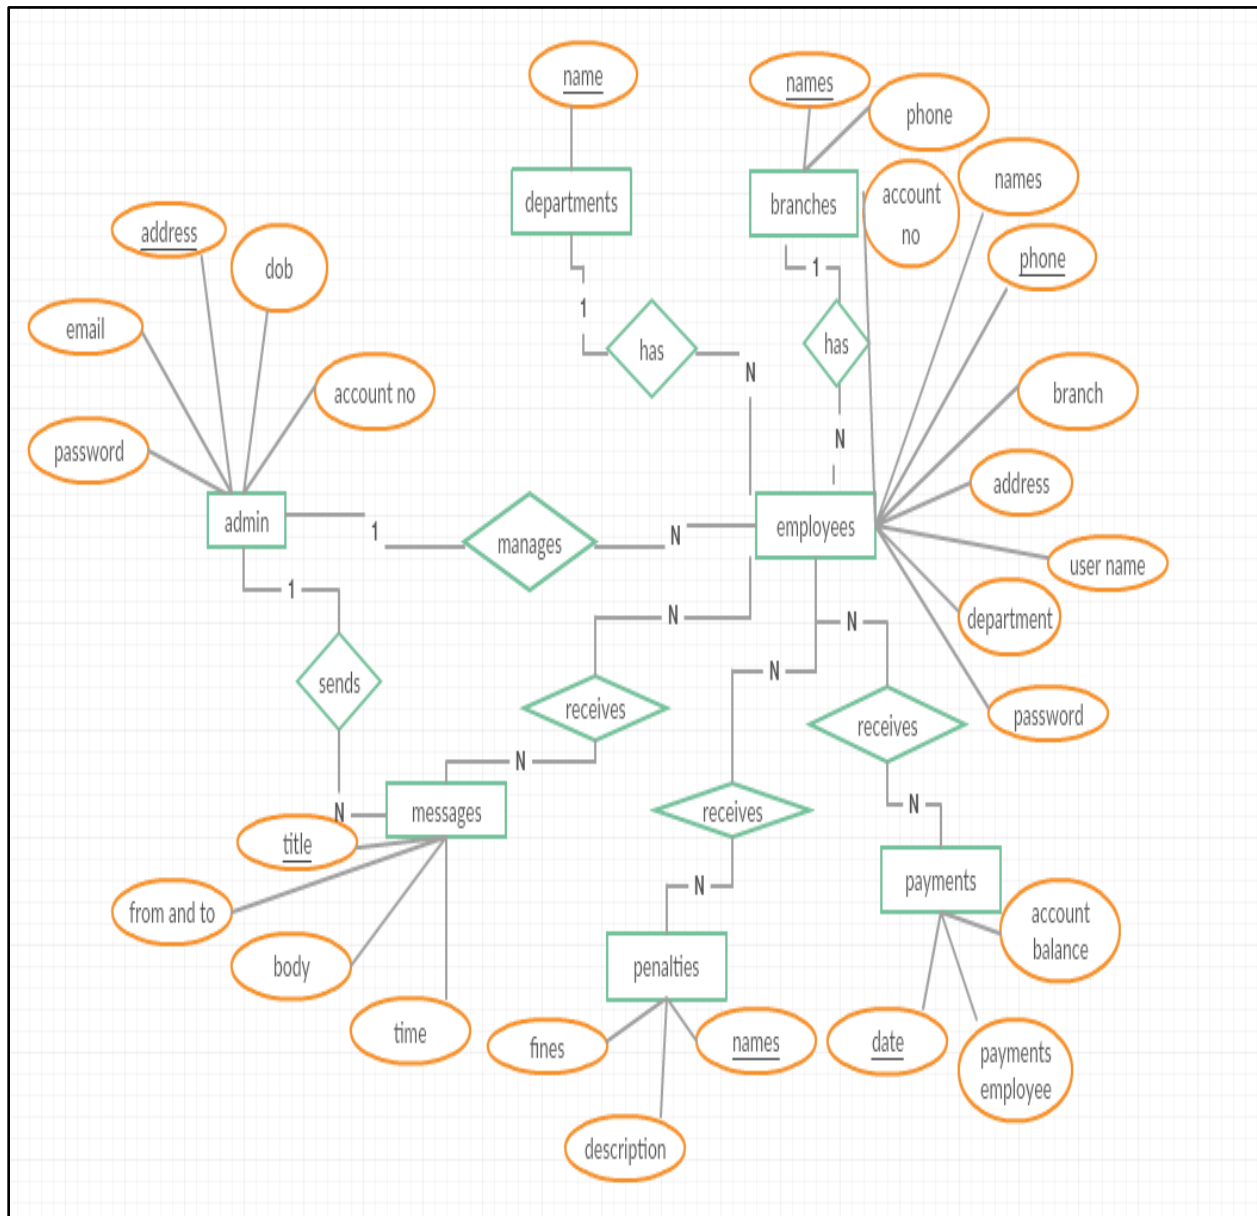 name
names
phone
departments
branches
account
no
names
phone
address
dob
email
account no
password
1
has
N
1
has
N
branch
address
user name
department
password
admin
1
manages
N
employees
1
sends
N
N
receives
N
N
receives
N
N
receives
N
messages
title
from and to
body
time
penalties
fines
names
description
payments
account
balance
date
payments
employee